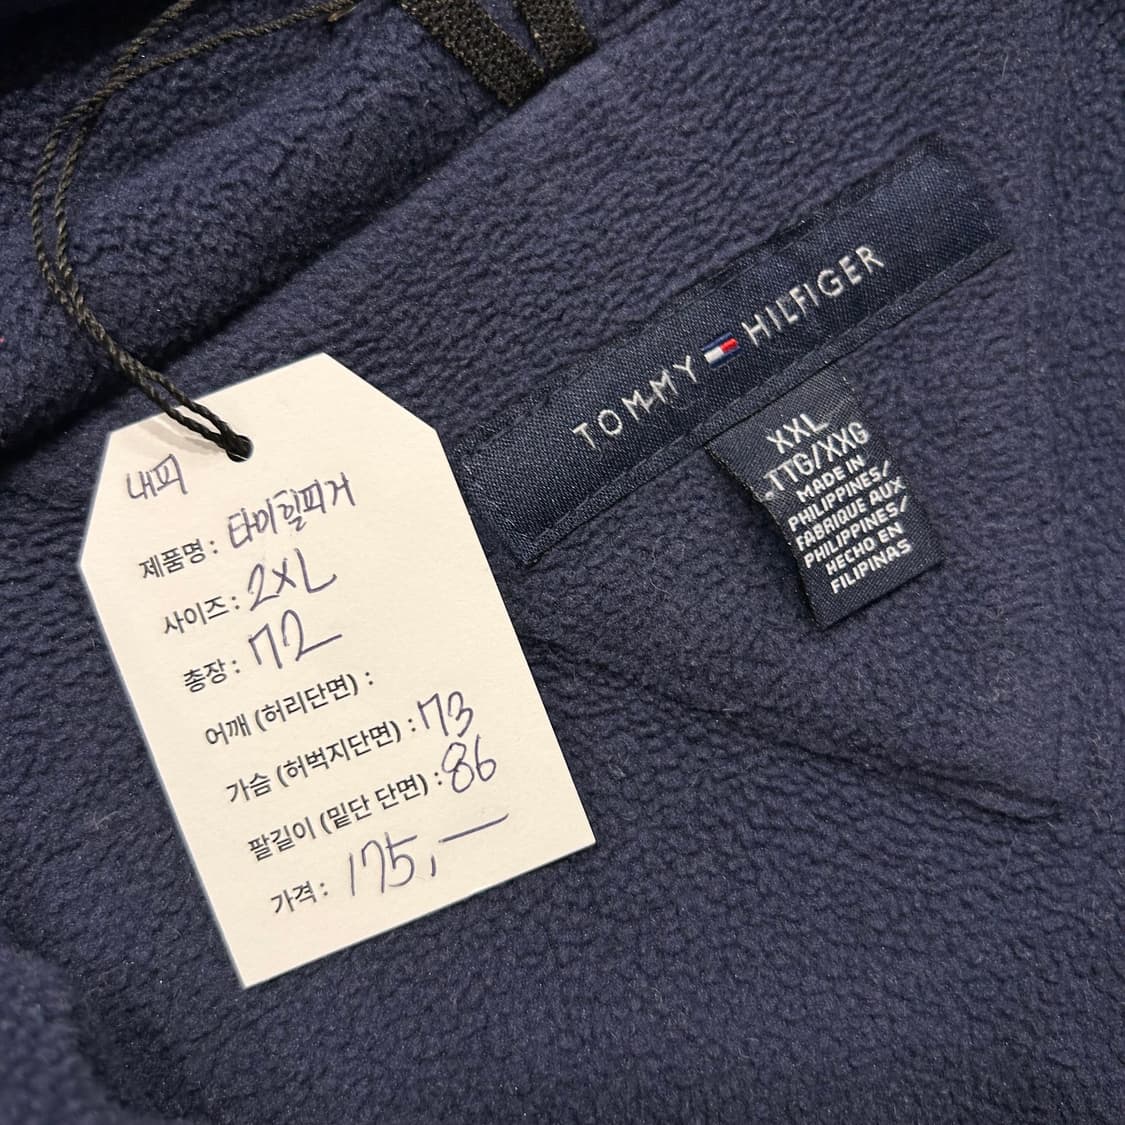 내피
제품명 : 타미힐피거
사이즈 : 2XL
총장 : 72
어깨 (허리단면) :
가슴 (허벅지단면) : 73
팔길이 (밑단 단면) : 86
가격 : 175,—
TOMMY HILFIGER
XXL
TTG/XXG
MADE IN
PHILIPPINES/
FABRIQUE AUX
PHILIPPINES/
HECHO EN
FILIPINAS